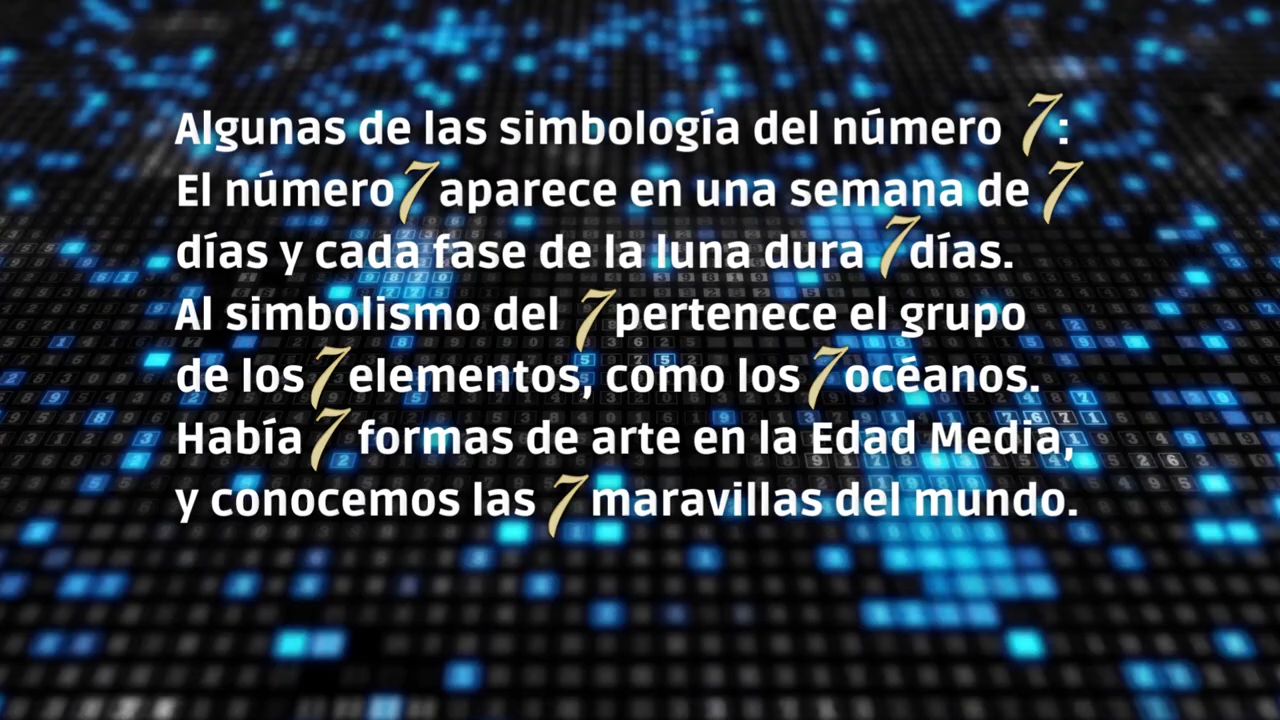 Algunas de las simbología del número 7:
El número 7 aparece en una semana de 7
días y cada fase de la luna dura 7 días.
Al simbolismo del 7 pertenece el grupo
de los 7 elementos, como los 7 océanos.
Había 7 formas de arte en la Edad Media,
y conocemos las 7 maravillas del mundo.